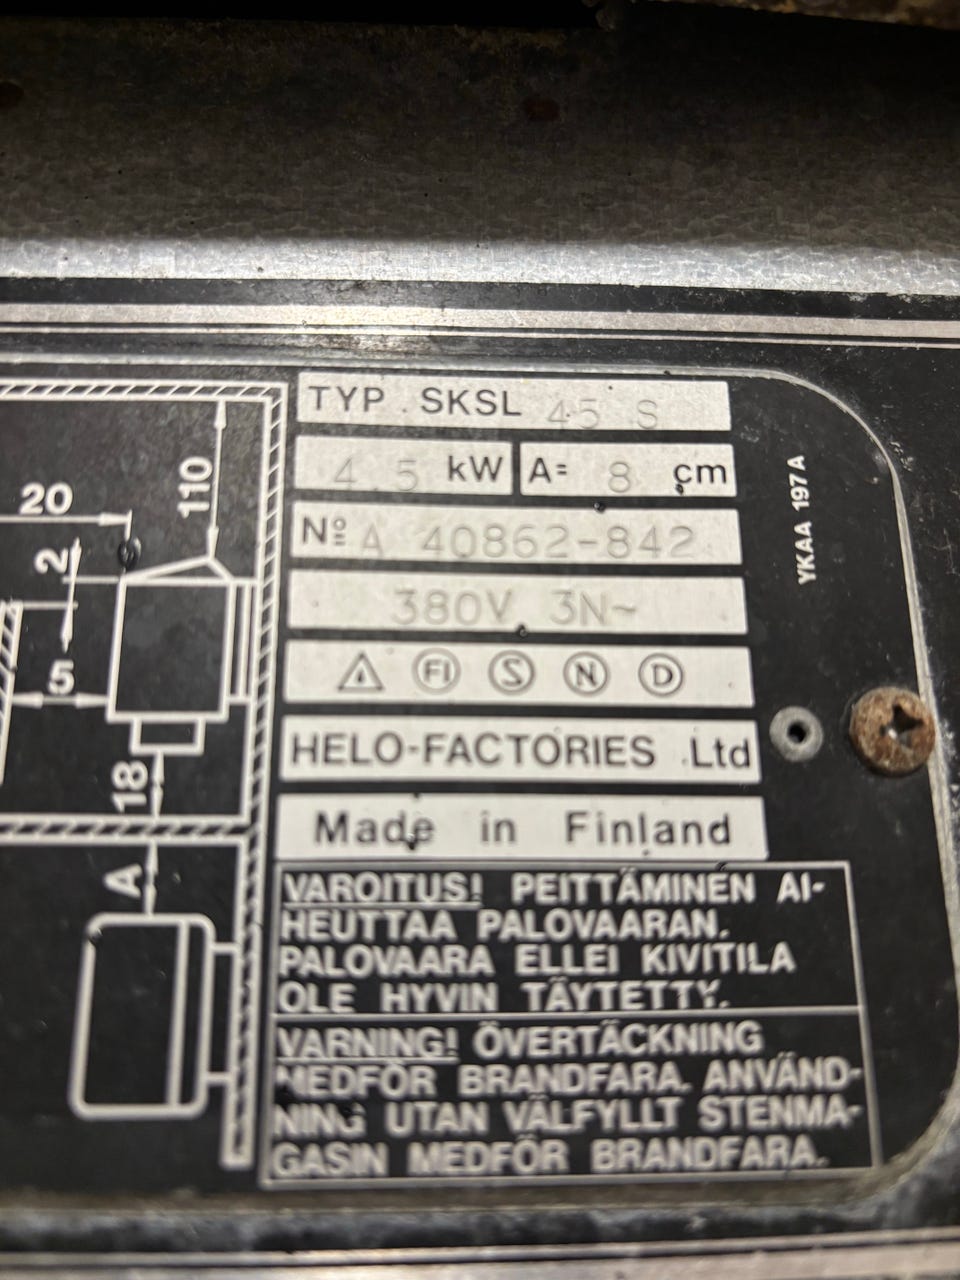 TYP SKSL 45 S
4 5 kW A= 8 cm
Nº A 40862-842
380V 3N~
FI S N D
HELO-FACTORIES Ltd
Made in Finland
VAROITUS! PEITTÄMINEN AI-
HEUTTAA PALOVAARAN.
PALOVAARA ELLEI KIVITILA
OLE HYVIN TÄYTETTY.
VARNING! ÖVERTÄCKNING
MEDFÖR BRANDFARA. ANVÄND-
NING UTAN VÄLFYLLT STENMA-
GASIN MEDFÖR BRANDFARA.
YKAA 197 A
20
110
2
5
18
A